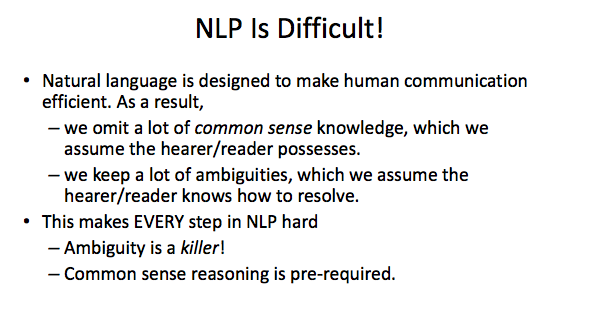 NLP Is Difficult!
• Natural language is designed to make human communication
efficient. As a result,
– we omit a lot of common sense knowledge, which we
assume the hearer/reader possesses.
– we keep a lot of ambiguities, which we assume the
hearer/reader knows how to resolve.
• This makes EVERY step in NLP hard
– Ambiguity is a killer!
– Common sense reasoning is pre-required.